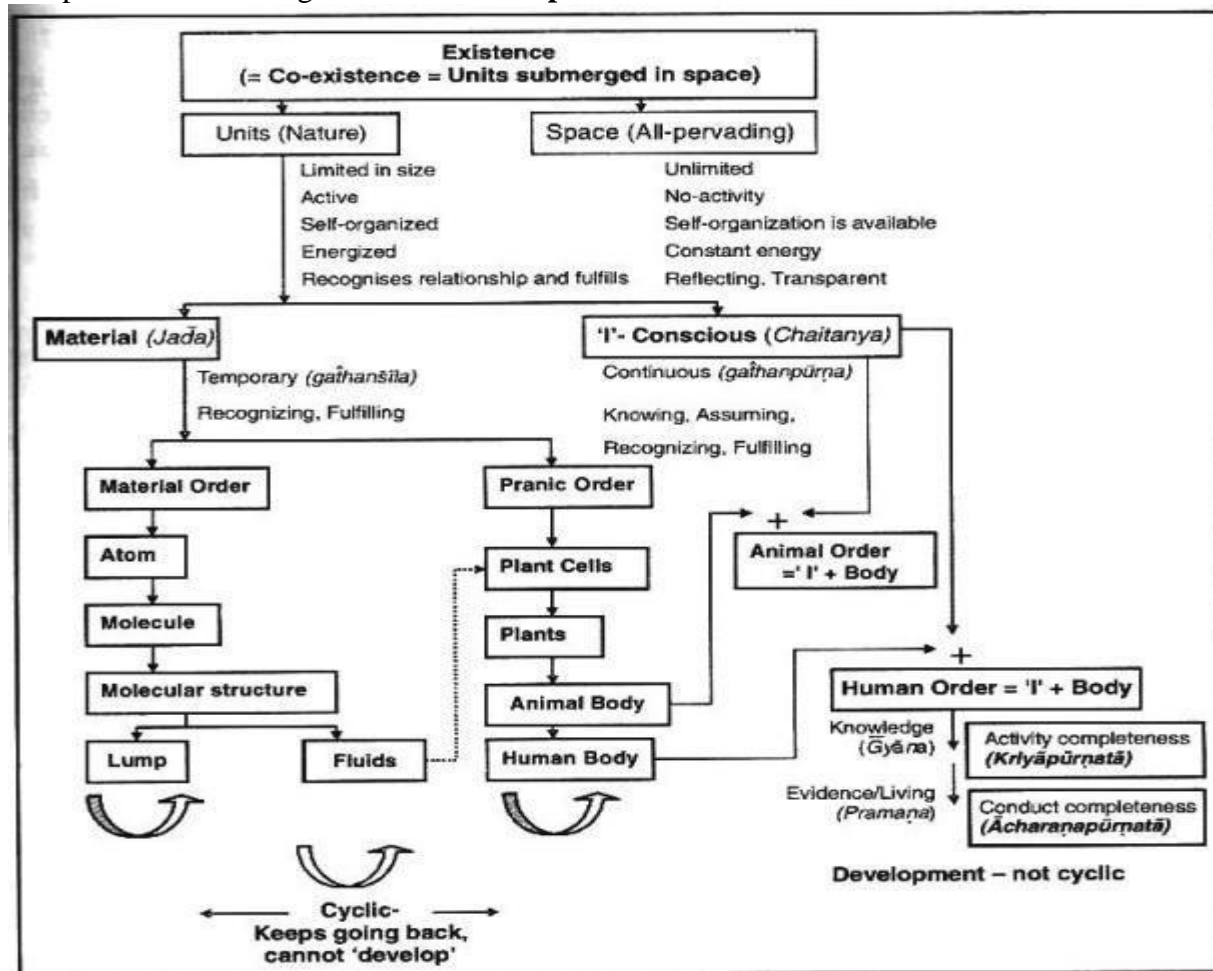 Existence
(= Co-existence = Units submerged in space)
Units (Nature)
Space (All-pervading)
Limited in size
Active
Self-organized
Energized
Recognises relationship and fulfills
Unlimited
No-activity
Self-organization is available
Constant energy
Reflecting, Transparent
Material (Jad̄a)
'I'- Conscious (Chaitanya)
Temporary (gaṫhanšīla)
Recognizing, Fulfilling
Continuous (gaṫhanpūrṇa)
Knowing, Assuming,
Recognizing, Fulfilling
Material Order
Atom
Molecule
Molecular structure
Lump
Fluids
Pranic Order
Plant Cells
Plants
Animal Body
Human Body
+
Animal Order
=' I' + Body
+
Human Order = 'I' + Body
Knowledge
(Gyāna)
Activity completeness
(Kriyāpūrṇatā)
Evidence/Living
(Pramaṇa)
Conduct completeness
(Ācharaṇapūrṇatā)
Development – not cyclic
Cyclic-
Keeps going back,
cannot 'develop'